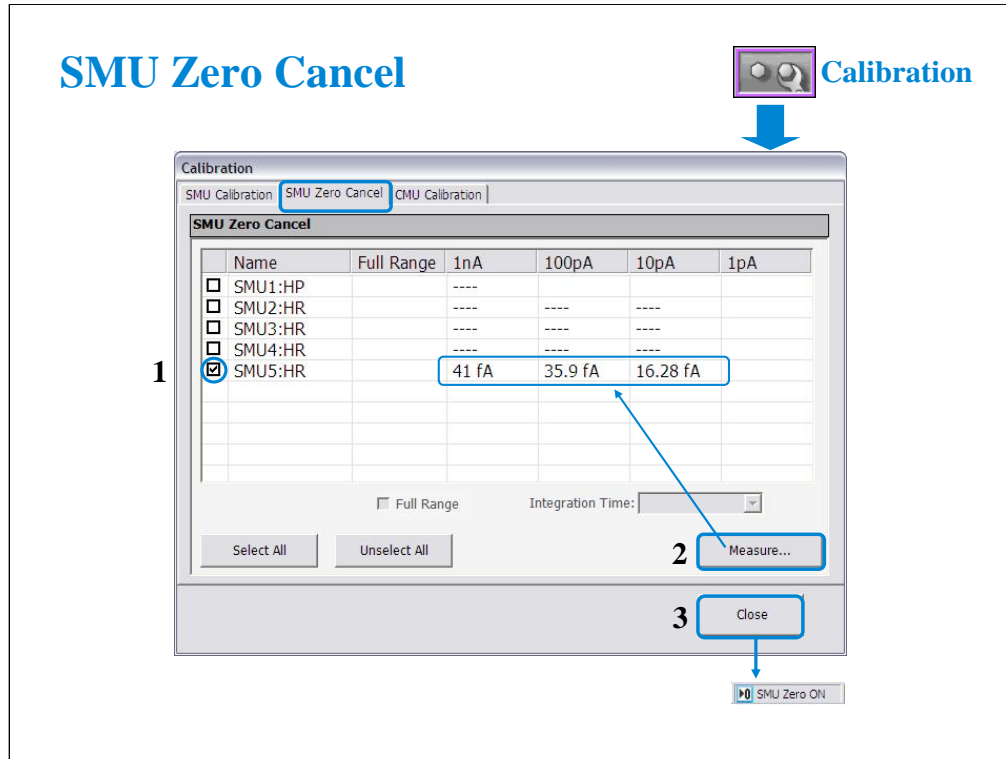 SMU Zero Cancel
Calibration
Calibration
SMU Calibration SMU Zero Cancel CMU Calibration
SMU Zero Cancel
Name Full Range 1nA 100pA 10pA 1pA
SMU1:HP ----
SMU2:HR ---- ---- ----
SMU3:HR ---- ---- ----
SMU4:HR ---- ---- ----
1 SMU5:HR 41 fA 35.9 fA 16.28 fA
Full Range Integration Time:
Select All Unselect All 2 Measure...
3 Close
SMU Zero ON